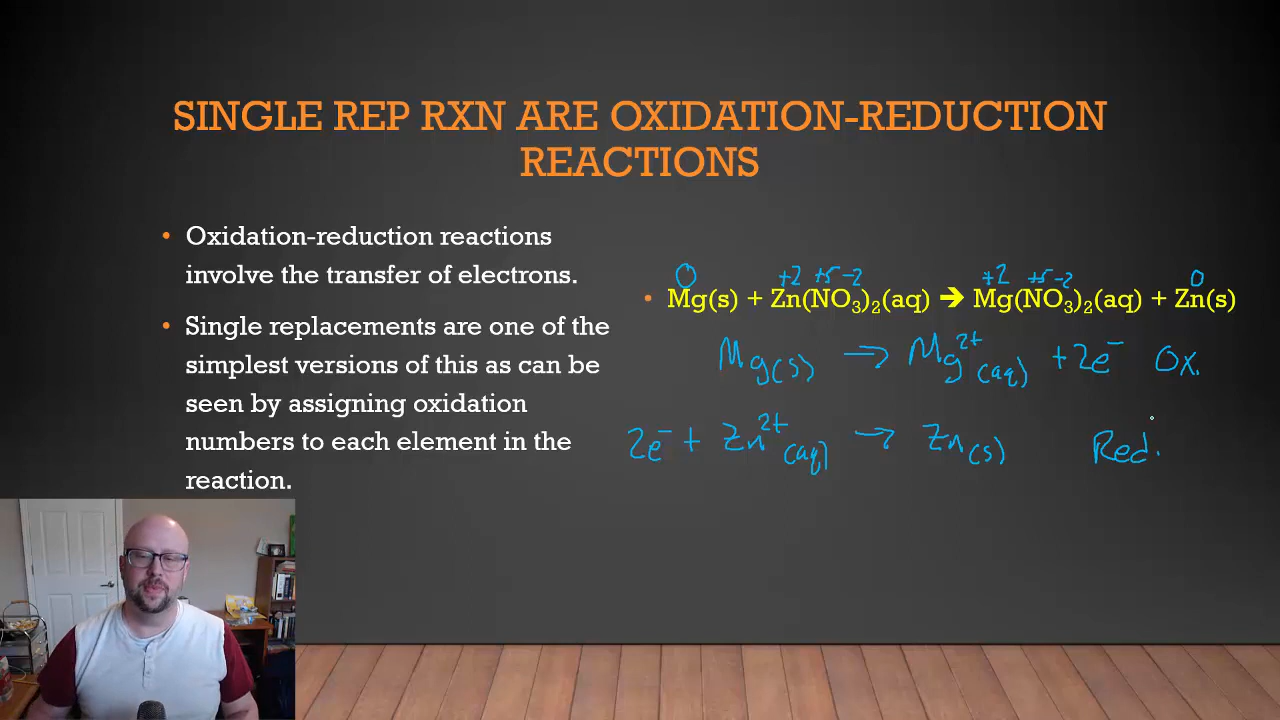 SINGLE REP RXN ARE OXIDATION-REDUCTION
REACTIONS
• Oxidation-reduction reactions
involve the transfer of electrons.
• Single replacements are one of the
simplest versions of this as can be
seen by assigning oxidation
numbers to each element in the
reaction.
0 +2 +5 -2 +2 +5 -2 0
• Mg(s) + Zn(NO₃)₂(aq) 🡺 Mg(NO₃)₂(aq) + Zn(s)
Mg(s) → Mg²⁺(aq) + 2e⁻ Ox.
2e⁻ + Zn²⁺(aq) → Zn(s) Red.